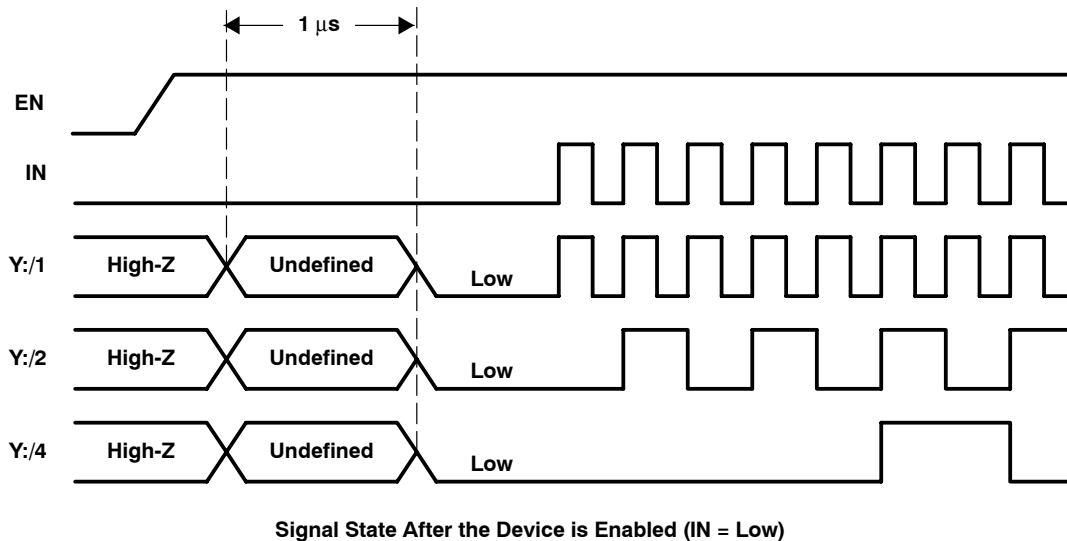 1 μs
EN
IN
Y:/1 High-Z Undefined Low
Y:/2 High-Z Undefined Low
Y:/4 High-Z Undefined Low
Signal State After the Device is Enabled (IN = Low)